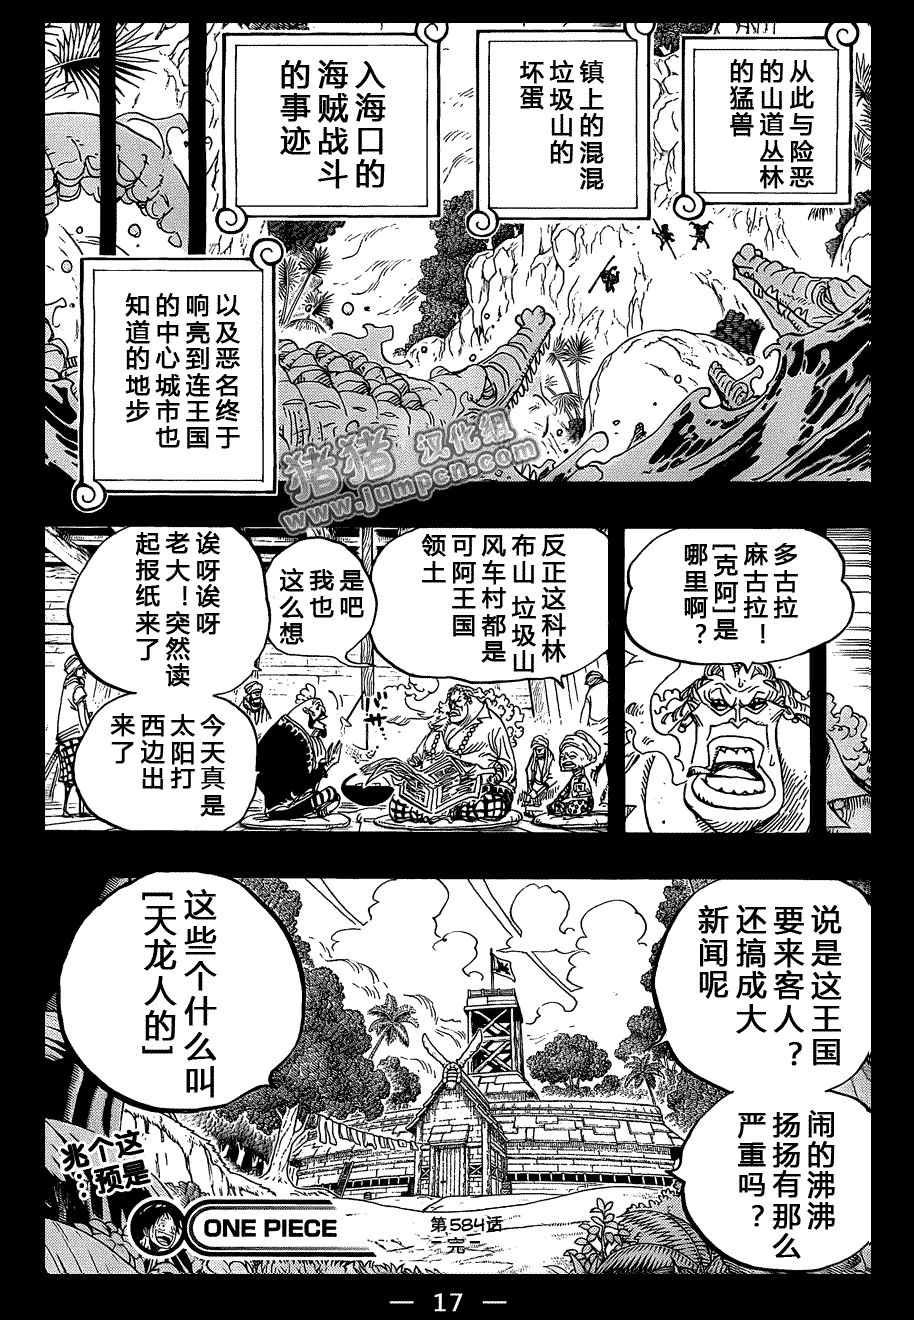 从此与险恶
的山道丛林
的猛兽
镇上的混混
垃圾山的
坏蛋
入海口的
海贼战斗
的事迹
以及恶名终于
响亮到连王国
的中心城市也
知道的地步
猪猪 汉化组
www.jumpcn.com
多古拉
麻古拉！
[克阿]是
哪里啊？
反正这科林
布山 垃圾山
风车村都是
可阿王国
领土
是吧
我也
这么想
诶呀诶呀
老大！突然读
起报纸来了
今天真是
太阳打
西边出
来了
说是这王国
要来客人？
还搞成大
新闻呢
闹的沸沸
扬扬有那么
严重吗？
这些个什么叫
[天龙人的]
这是
个预
兆…
ONE PIECE
第584话
－完－
— 17 —